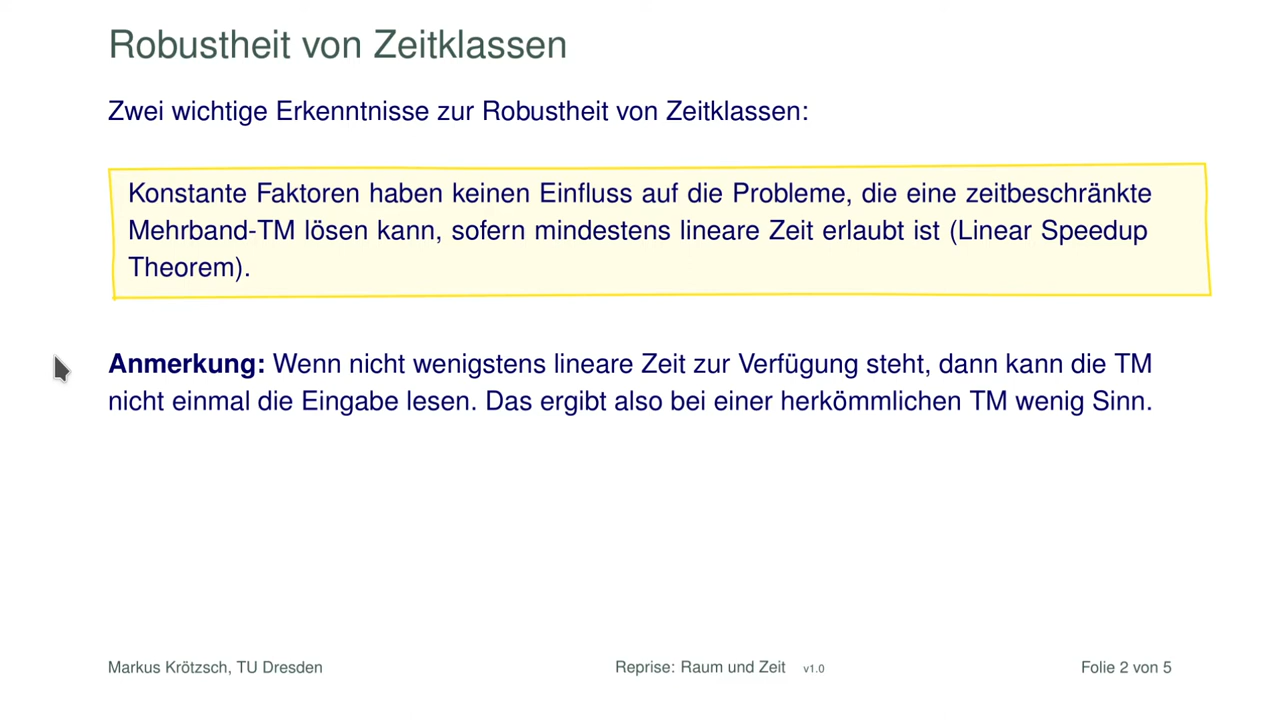 Robustheit von Zeitklassen
Zwei wichtige Erkenntnisse zur Robustheit von Zeitklassen:
Konstante Faktoren haben keinen Einfluss auf die Probleme, die eine zeitbeschränkte
Mehrband-TM lösen kann, sofern mindestens lineare Zeit erlaubt ist (Linear Speedup
Theorem).
Anmerkung: Wenn nicht wenigstens lineare Zeit zur Verfügung steht, dann kann die TM
nicht einmal die Eingabe lesen. Das ergibt also bei einer herkömmlichen TM wenig Sinn.
Markus Krötzsch, TU Dresden Reprise: Raum und Zeit v1.0 Folie 2 von 5